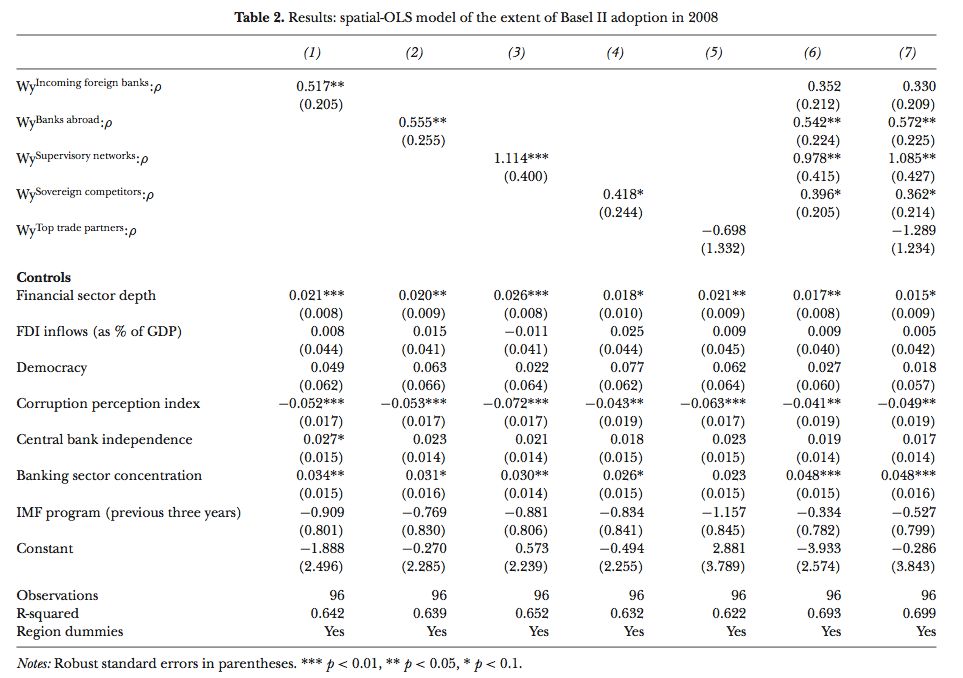 Table 2. Results: spatial-OLS model of the extent of Basel II adoption in 2008
(1) (2) (3) (4) (5) (6) (7)
Wy^Incoming foreign banks:ρ 0.517** 0.352 0.330
(0.205) (0.212) (0.209)
Wy^Banks abroad:ρ 0.555** 0.542** 0.572**
(0.255) (0.224) (0.225)
Wy^Supervisory networks:ρ 1.114*** 0.978** 1.085**
(0.400) (0.415) (0.427)
Wy^Sovereign competitors:ρ 0.418* 0.396* 0.362*
(0.244) (0.205) (0.214)
Wy^Top trade partners:ρ −0.698 −1.289
(1.332) (1.234)
Controls
Financial sector depth 0.021*** 0.020** 0.026*** 0.018* 0.021** 0.017** 0.015*
(0.008) (0.009) (0.008) (0.010) (0.009) (0.008) (0.009)
FDI inflows (as % of GDP) 0.008 0.015 −0.011 0.025 0.009 0.009 0.005
(0.044) (0.041) (0.041) (0.044) (0.045) (0.040) (0.042)
Democracy 0.049 0.063 0.022 0.077 0.062 0.027 0.018
(0.062) (0.066) (0.064) (0.062) (0.064) (0.060) (0.057)
Corruption perception index −0.052*** −0.053*** −0.072*** −0.043** −0.063*** −0.041** −0.049**
(0.017) (0.017) (0.017) (0.019) (0.017) (0.019) (0.019)
Central bank independence 0.027* 0.023 0.021 0.018 0.023 0.019 0.017
(0.015) (0.014) (0.014) (0.015) (0.015) (0.014) (0.014)
Banking sector concentration 0.034** 0.031* 0.030** 0.026* 0.023 0.048*** 0.048***
(0.015) (0.016) (0.014) (0.015) (0.015) (0.015) (0.016)
IMF program (previous three years) −0.909 −0.769 −0.881 −0.834 −1.157 −0.334 −0.527
(0.801) (0.830) (0.806) (0.841) (0.845) (0.782) (0.799)
Constant −1.888 −0.270 0.573 −0.494 2.881 −3.933 −0.286
(2.496) (2.285) (2.239) (2.255) (3.789) (2.574) (3.843)
Observations 96 96 96 96 96 96 96
R-squared 0.642 0.639 0.652 0.632 0.622 0.693 0.699
Region dummies Yes Yes Yes Yes Yes Yes Yes
Notes: Robust standard errors in parentheses. *** p < 0.01, ** p < 0.05, * p < 0.1.